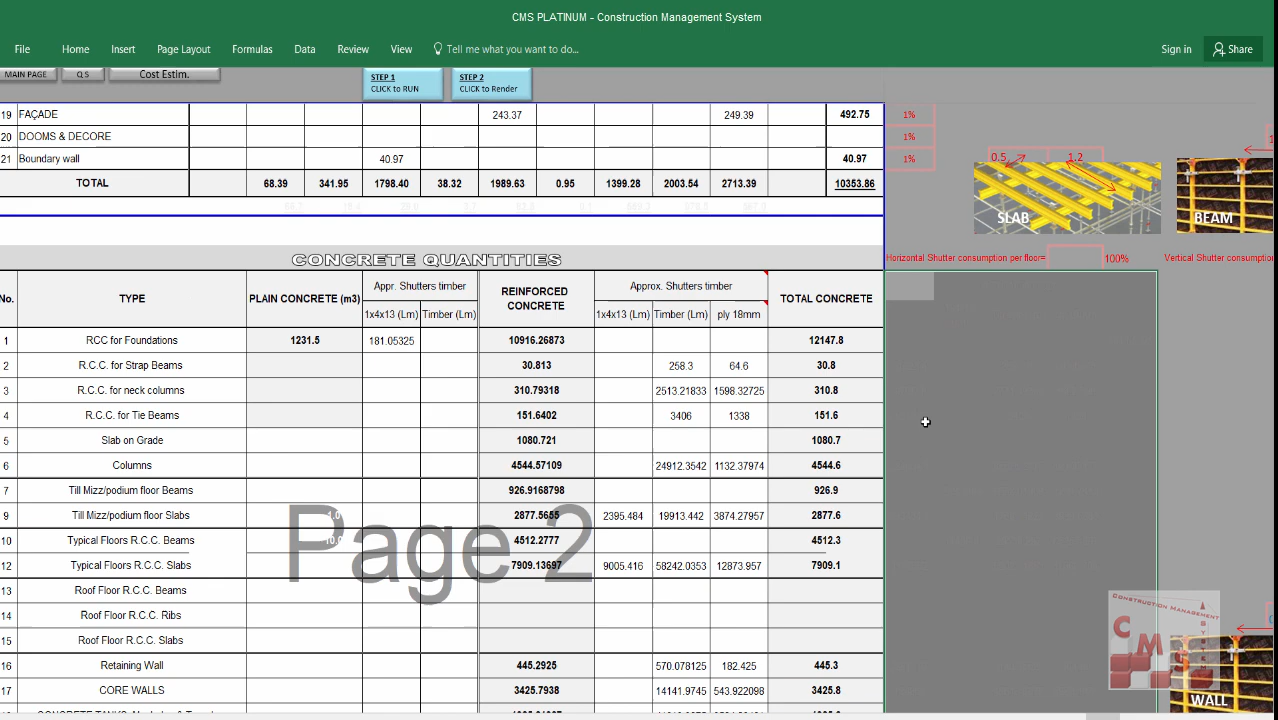 CMS PLATINUM - Construction Management System
File Home Insert Page Layout Formulas Data Review View Tell me what you want to do... Sign in Share
MAIN PAGE Q S Cost Estim. STEP 1 STEP 2
CLICK to RUN CLICK to Render
19 FAÇADE 243.37 249.39 492.75 1%
20 DOOMS & DECORE 1%
21 Boundary wall 40.97 40.97 1% 0.5 1.2
TOTAL 68.39 341.95 1798.40 38.32 1989.63 0.95 1399.28 2003.54 2713.39 10353.86
SLAB BEAM
CONCRETE QUANTITIES Horizontal Shutter consumption per floor= 100% Vertical Shutter consumption
No. TYPE PLAIN CONCRETE (m3) Appr. Shutters timber REINFORCED CONCRETE Approx. Shutters timber TOTAL CONCRETE
1x4x13 (Lm) Timber (Lm) 1x4x13 (Lm) Timber (Lm) ply 18mm
1 RCC for Foundations 1231.5 181.05325 10916.26873 12147.8
2 R.C.C. for Strap Beams 30.813 258.3 64.6 30.8
3 R.C.C. for neck columns 310.79318 2513.21833 1598.32725 310.8
4 R.C.C. for Tie Beams 151.6402 3406 1338 151.6
5 Slab on Grade 1080.721 1080.7
6 Columns 4544.57109 24912.3542 1132.37974 4544.6
7 Till Mizz/podium floor Beams 926.9168798 926.9
9 Till Mizz/podium floor Slabs 2877.5655 2395.484 19913.442 3874.27957 2877.6
Page 2
10 Typical Floors R.C.C. Beams 4512.2777 4512.3
12 Typical Floors R.C.C. Slabs 7909.13697 9005.416 58242.0353 12873.957 7909.1
13 Roof Floor R.C.C. Beams
14 Roof Floor R.C.C. Ribs
15 Roof Floor R.C.C. Slabs
16 Retaining Wall 445.2925 570.078125 182.425 445.3
17 CORE WALLS 3425.7938 14141.9745 543.922098 3425.8
CONSTRUCTION MANAGEMENT SYSTEM
CMS
WALL